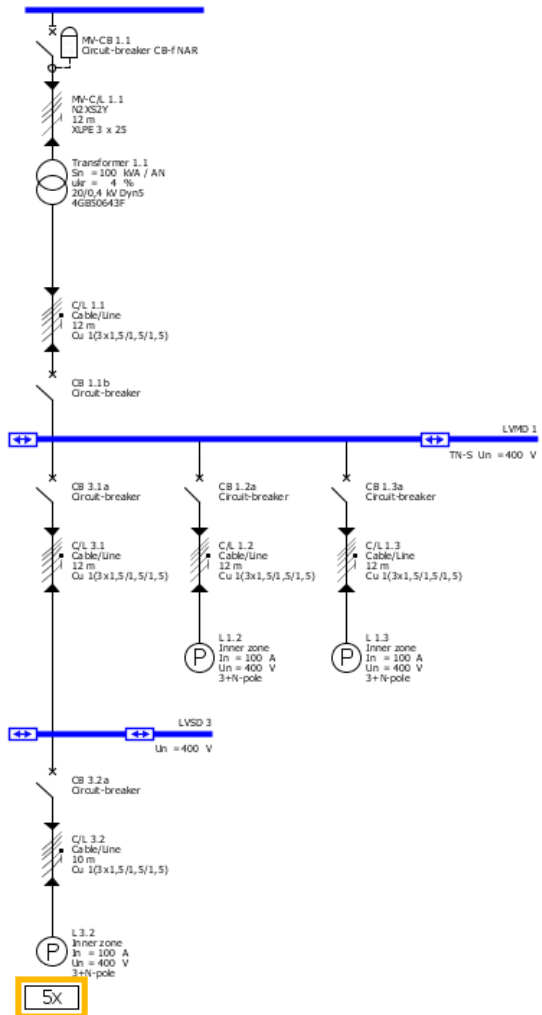 MV-CB 1.1
Circuit-breaker CB-f NAR
MV-C/L 1.1
N2XS2Y
12 m
XLPE 3 x 25
Transformer 1.1
Sn =100 kVA / AN
ukr = 4 %
20/0,4 kV Dyn5
4GB50643F
C/L 1.1
Cable/Line
12 m
Cu 1(3x1,5/1,5/1,5)
CB 1.1b
Circuit-breaker
LVMD 1
TN-S Un =400 V
CB 3.1a
Circuit-breaker
CB 1.2a
Circuit-breaker
CB 1.3a
Circuit-breaker
C/L 3.1
Cable/Line
12 m
Cu 1(3x1,5/1,5/1,5)
C/L 1.2
Cable/Line
12 m
Cu 1(3x1,5/1,5/1,5)
C/L 1.3
Cable/Line
12 m
Cu 1(3x1,5/1,5/1,5)
P
L 1.2
Inner zone
In = 100 A
Un = 400 V
3+N-pole
P
L 1.3
Inner zone
In = 100 A
Un = 400 V
3+N-pole
LVSD 3
Un =400 V
CB 3.2a
Circuit-breaker
C/L 3.2
Cable/Line
10 m
Cu 1(3x1,5/1,5/1,5)
P
L 3.2
Inner zone
In = 100 A
Un = 400 V
3+N-pole
5x